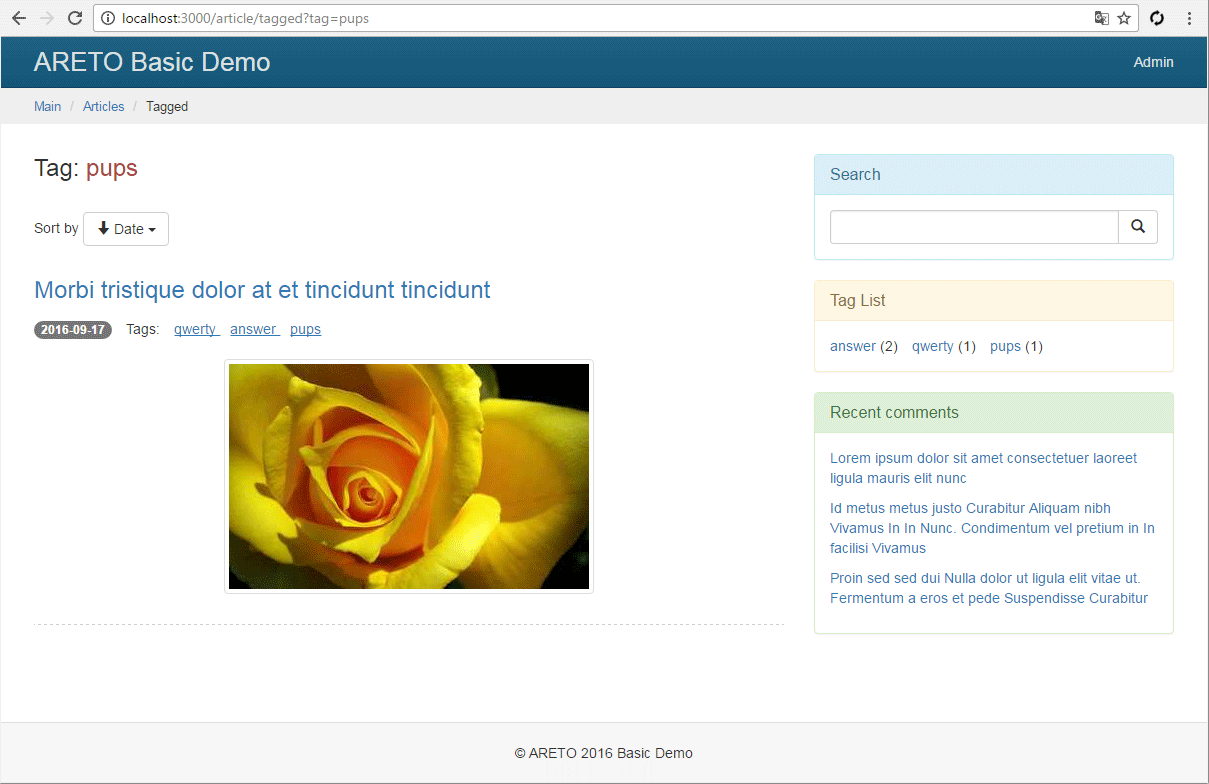 localhost:3000/article/tagged?tag=pups
ARETO Basic Demo
Admin
Main / Articles / Tagged
Tag: pups
Sort by Date
Morbi tristique dolor at et tincidunt tincidunt
2016-09-17 Tags: qwerty answer pups
Search
Tag List
answer (2) qwerty (1) pups (1)
Recent comments
Lorem ipsum dolor sit amet consectetuer laoreet
ligula mauris elit nunc
Id metus metus justo Curabitur Aliquam nibh
Vivamus In In Nunc. Condimentum vel pretium in In
facilisi Vivamus
Proin sed sed dui Nulla dolor ut ligula elit vitae ut.
Fermentum a eros et pede Suspendisse Curabitur
© ARETO 2016 Basic Demo